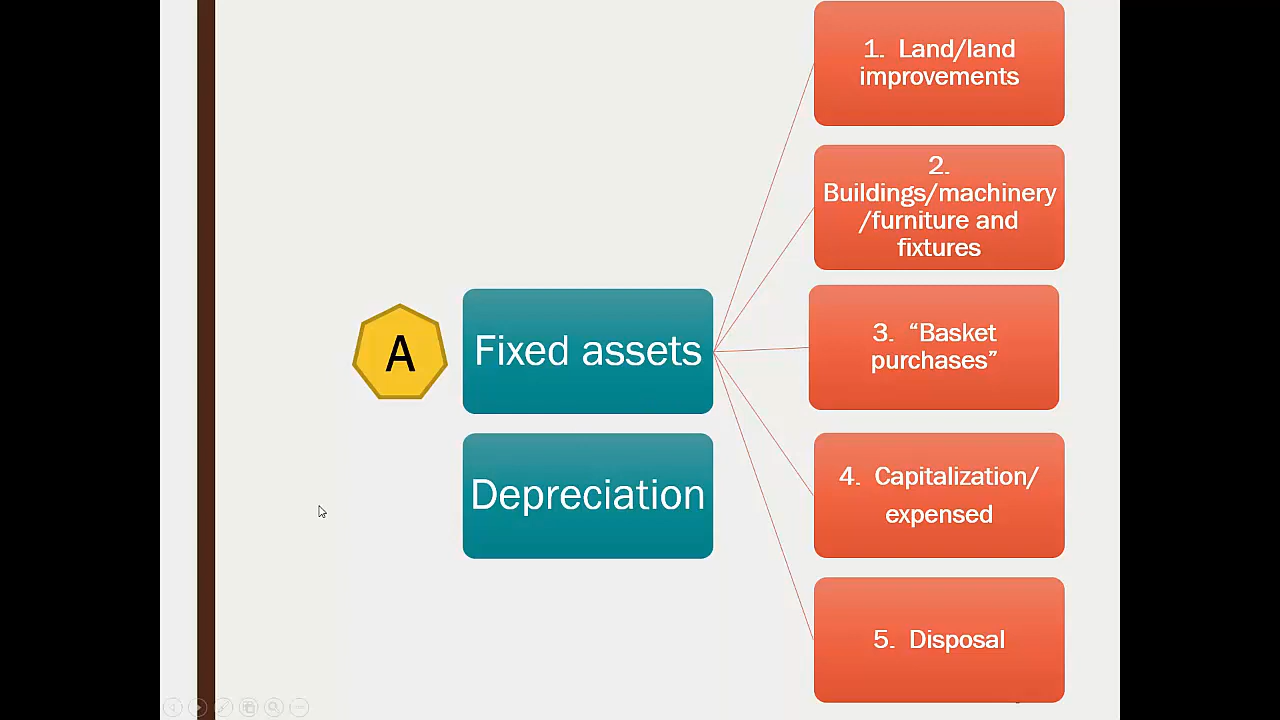 A
Fixed assets
Depreciation
1. Land/land
improvements
2.
Buildings/machinery
/furniture and
fixtures
3. “Basket
purchases”
4. Capitalization/
expensed
5. Disposal